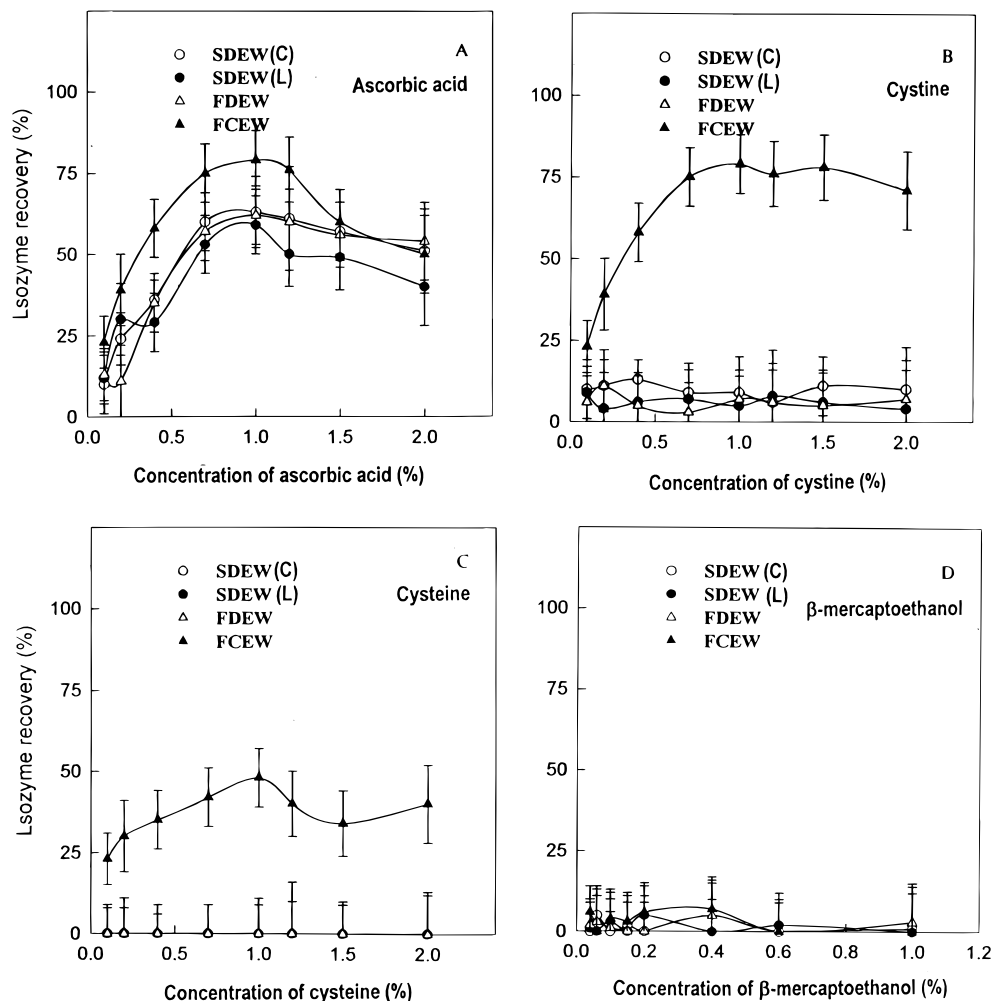 A
Ascorbic acid
SDEW (C)
SDEW (L)
FDEW
FCEW
Lsozyme recovery (%)
100
75
50
25
0
0.0 0.5 1.0 1.5 2.0
Concentration of ascorbic acid (%)
B
Cystine
SDEW (C)
SDEW (L)
FDEW
FCEW
100
75
50
25
0
0.0 0.5 1.0 1.5 2.0
Concentration of cystine (%)
C
Cysteine
SDEW (C)
SDEW (L)
FDEW
FCEW
Lsozyme recovery (%)
100
75
50
25
0
0.0 0.5 1.0 1.5 2.0
Concentration of cysteine (%)
D
β-mercaptoethanol
SDEW (C)
SDEW (L)
FDEW
FCEW
100
75
50
25
0
0.0 0.2 0.4 0.6 0.8 1.0 1.2
Concentration of β-mercaptoethanol (%)